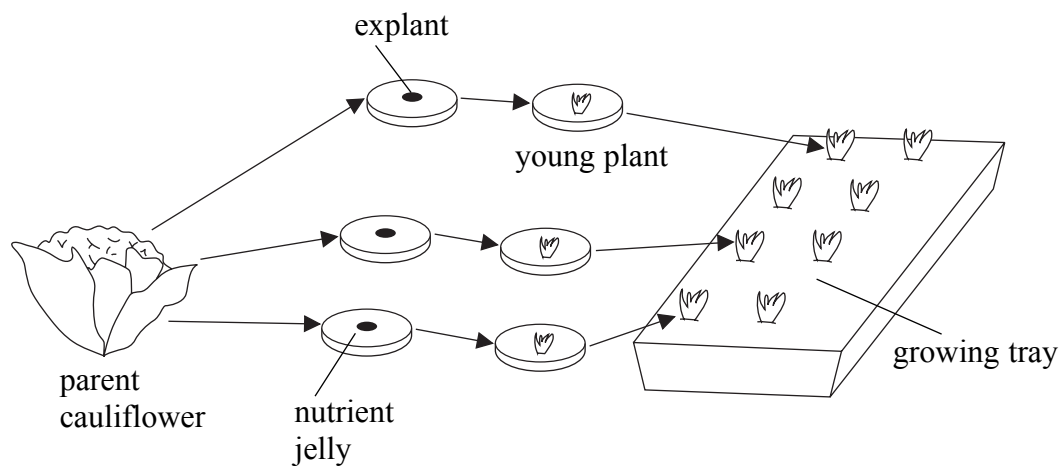 explant
young plant
growing tray
parent
cauliflower
nutrient
jelly